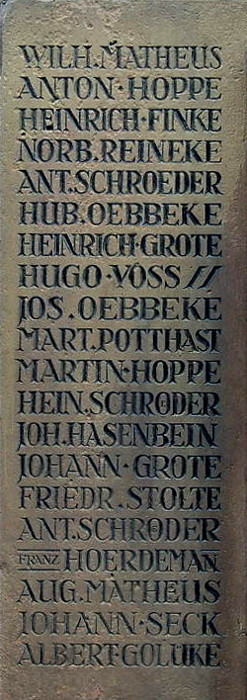 WILH. MATHEUS
ANTON · HOPPE
HEINRICH · FINKE
NORB. REINEKE
ANT. SCHROEDER
HUB. OEBBEKE
HEINRICH · GROTE
HUGO · VOSS //
JOS. OEBBEKE
MART. POTTHAST
MARTIN · HOPPE
HEIN. SCHRÖDER
JOH. HASENBEIN
JOHANN · GROTE
FRIEDR. STOLTE
ANT. SCHRÖDER
FRANZ HOERDEMAN
AUG. MATHEUS
JOHANN · SECK
ALBERT · GOLÜKE